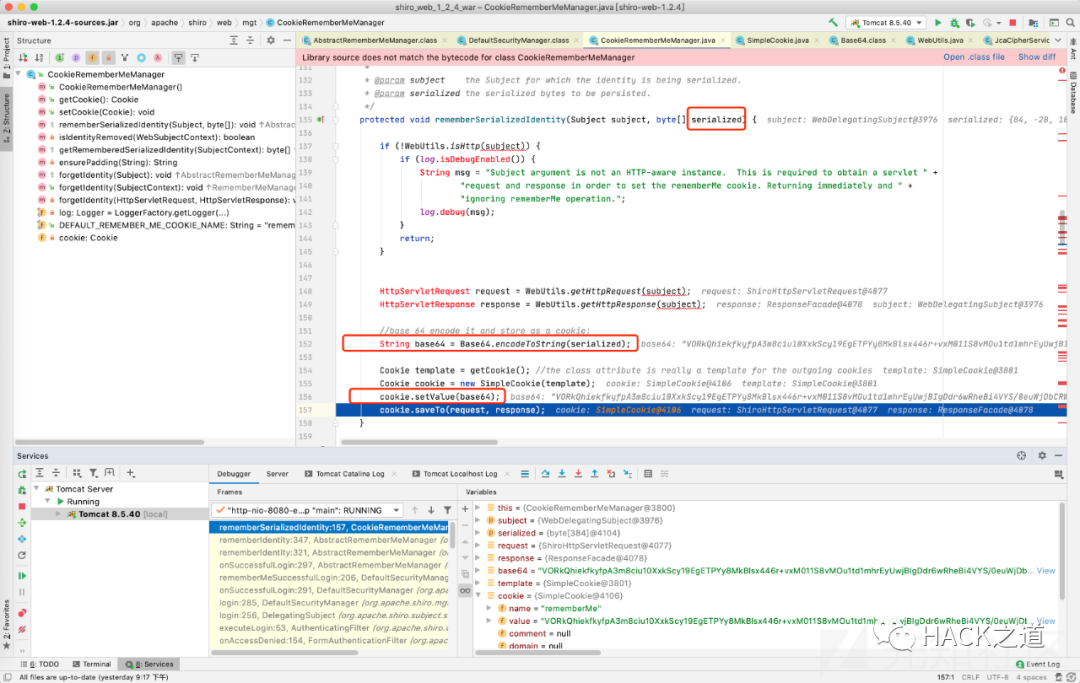 shiro_web_1_2_4_war – CookieRememberMeManager.java [shiro-web-1.2.4]
shiro-web-1.2.4-sources.jar › org › apache › shiro › web › mgt › CookieRememberMeManager
Tomcat 8.5.40
Structure
AbstractRememberMeManager.class
DefaultSecurityManager.class
CookieRememberMeManager.java
SimpleCookie.java
Base64.class
WebUtils.java
JcaCipherServic
1: Project
7: Structure
2: Favorites
Ant
Database
CookieRememberMeManager
CookieRememberMeManager()
getCookie(): Cookie
setCookie(Cookie): void
rememberSerializedIdentity(Subject, byte[]): void ↑Abstrac
isIdentityRemoved(WebSubjectContext): boolean
getRememberedSerializedIdentity(SubjectContext): byte[]
ensurePadding(String): String
forgetIdentity(Subject): void ↑AbstractRememberMeManag
forgetIdentity(SubjectContext): void ↑RememberMeManage
forgetIdentity(HttpServletRequest, HttpServletResponse): v
log: Logger = LoggerFactory.getLogger(...)
DEFAULT_REMEMBER_ME_COOKIE_NAME: String = "remem
cookie: Cookie
Library source does not match the bytecode for class CookieRememberMeManager
Open .class file
Show diff
131
132 * @param subject    the Subject for which the identity is being serialized.
133 * @param serialized the serialized bytes to be persisted.
134 */
135 protected void rememberSerializedIdentity(Subject subject, byte[] serialized) {  subject: WebDelegatingSubject@3976  serialized: {84, -28, 18
136
137 if (!WebUtils.isHttp(subject)) {
138 if (log.isDebugEnabled()) {
139 String msg = "Subject argument is not an HTTP-aware instance.  This is required to obtain a servlet " +
140 "request and response in order to set the rememberMe cookie. Returning immediately and " +
141 "ignoring rememberMe operation.";
142 log.debug(msg);
143 }
144 return;
145 }
146
147
148 HttpServletRequest request = WebUtils.getHttpRequest(subject);  request: ShiroHttpServletRequest@4077
149 HttpServletResponse response = WebUtils.getHttpResponse(subject);  response: ResponseFacade@4078  subject: WebDelegatingSubject@3976
150
151 //base 64 encode it and store as a cookie:
152 String base64 = Base64.encodeToString(serialized);  base64: "VORkQhiekfkyfpA3m8ciu10XxkScy19EgETPYy8MkBlsx446r+vxM011S8vMOu1td1mhrEyUwjBl
153
154 Cookie template = getCookie(); //the class attribute is really a template for the outgoing cookies  template: SimpleCookie@3801
155 Cookie cookie = new SimpleCookie(template);  cookie: SimpleCookie@4106  template: SimpleCookie@3801
156 cookie.setValue(base64);  base64: "VORkQhiekfkyfpA3m8ciu10XxkScy19EgETPYy8MkBlsx446r+vxM011S8vMOu1td1mhrEyUwjBIgDdr6wRheBi4VYS/8euWjDbCR
157 cookie.saveTo(request, response);  cookie: SimpleCookie@4106  request: ShiroHttpServletRequest@4077  response: ResponseFacade@4078
158 }
159
Services
Tomcat Server
Running
Tomcat 8.5.40 [local]
Debugger
Server
Tomcat Catalina Log
Tomcat Localhost Log
Frames
"http-nio-8080-e...p "main": RUNNING
rememberSerializedIdentity:157, CookieRememberMeMar
rememberIdentity:347, AbstractRememberMeManager (o
rememberIdentity:321, AbstractRememberMeManager (or
onSuccessfulLogin:297, AbstractRememberMeManager (
rememberMeSuccessfulLogin:206, DefaultSecurityManag
onSuccessfulLogin:291, DefaultSecurityManager (org.apa
login:285, DefaultSecurityManager (org.apache.shiro.mg
login:256, DelegatingSubject (org.apache.shiro.subject.s
executeLogin:53, AuthenticatingFilter (org.apache.shiro.
onAccessDenied:154, FormAuthenticationFilter (org.apac
Variables
this = {CookieRememberMeManager@3800}
subject = {WebDelegatingSubject@3976}
serialized = {byte[384]@4104}
request = {ShiroHttpServletRequest@4077}
response = {ResponseFacade@4078}
base64 = "VORkQhiekfkyfpA3m8ciu10XxkScy19EgETPYy8MkBlsx446r+vxM011S8vMOu1td1mhrEyUwjBIgDdr6wRheBi4VYS/0euWjDb... View
template = {SimpleCookie@3801}
cookie = {SimpleCookie@4106}
name = "rememberMe"
value = "VORkQhiekfkyfpA3m8ciu10XxkScy19EgETPYy8MkBlsx446r+vxM011S8vMOu1td1mhrEyUwjBIgDdr6wRheBi4VYS/0euWjDb... View
comment = null
domain = null
HACK之道
6: TODO
Terminal
8: Services
Event Log
All files are up-to-date (yesterday 9:17 下午)
157:1  CRLF  UTF-8  4 spaces